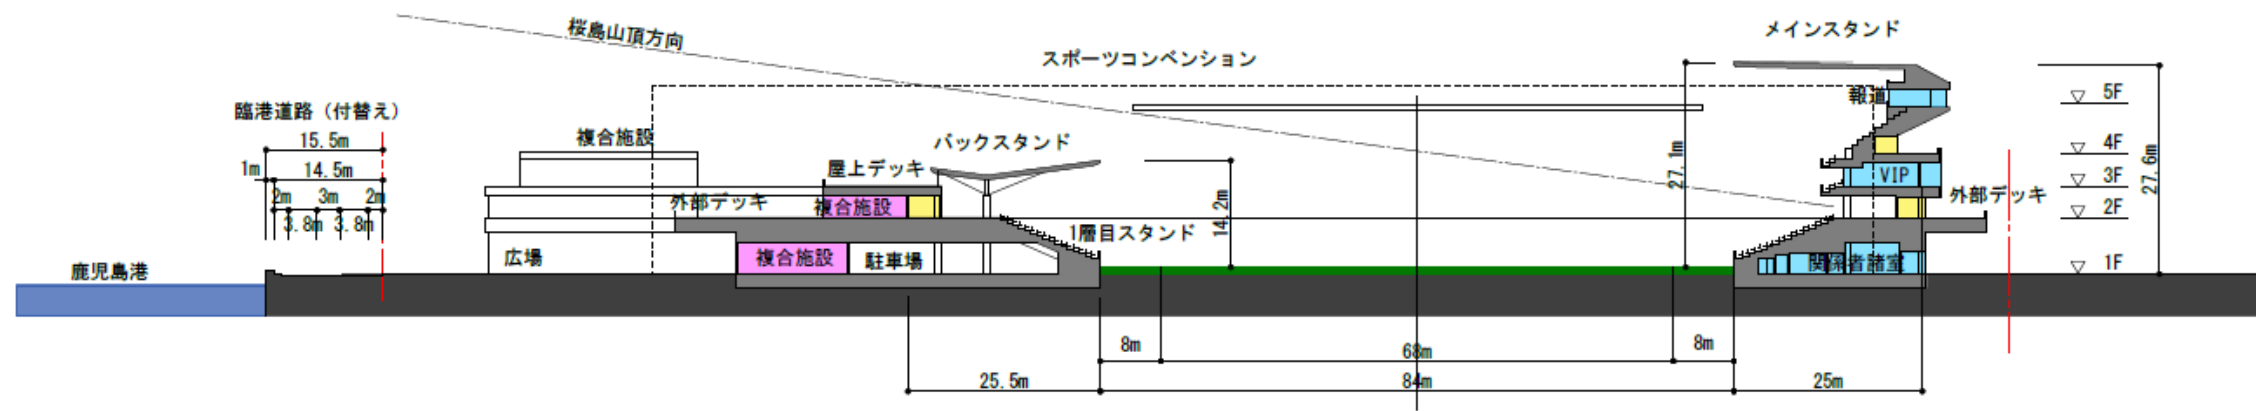 桜島山頂方向
メインスタンド
スポーツコンベンション
臨港道路（付替え）
15.5m
1m
14.5m
2m
3m
2m
3.8m
3.8m
鹿児島港
複合施設
屋上デッキ
バックスタンド
外部デッキ
複合施設
広場
複合施設
駐車場
1層目スタンド
14.2m
27.1m
報道
VIP
関係者諸室
外部デッキ
5F
4F
3F
2F
1F
27.6m
8m
68m
8m
25.5m
84m
25m